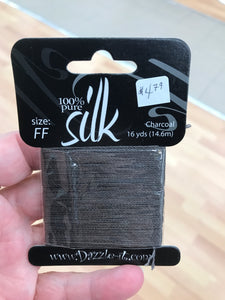 $4.79
100%
pure
silk
size:
FF
Charcoal
16 yds (14.6m)
www.Dazzle-it.com